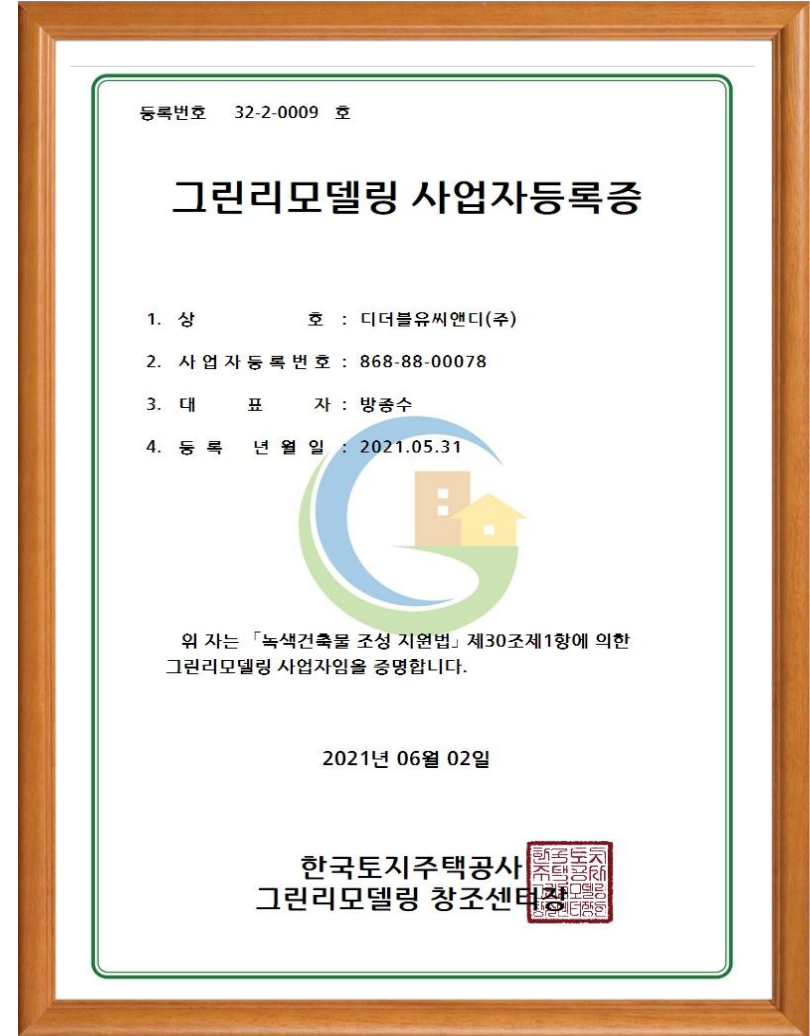 등록번호 32-2-0009 호
그린리모델링 사업자등록증
1. 상 호 : 디더블유씨앤디(주)
2. 사 업 자 등 록 번 호 : 868-88-00078
3. 대 표 자 : 방종수
4. 등 록 년 월 일 : 2021.05.31
위 자는 「녹색건축물 조성 지원법」 제30조제1항에 의한
그린리모델링 사업자임을 증명합니다.
2021년 06월 02일
한국토지주택공사
그린리모델링 창조센터장